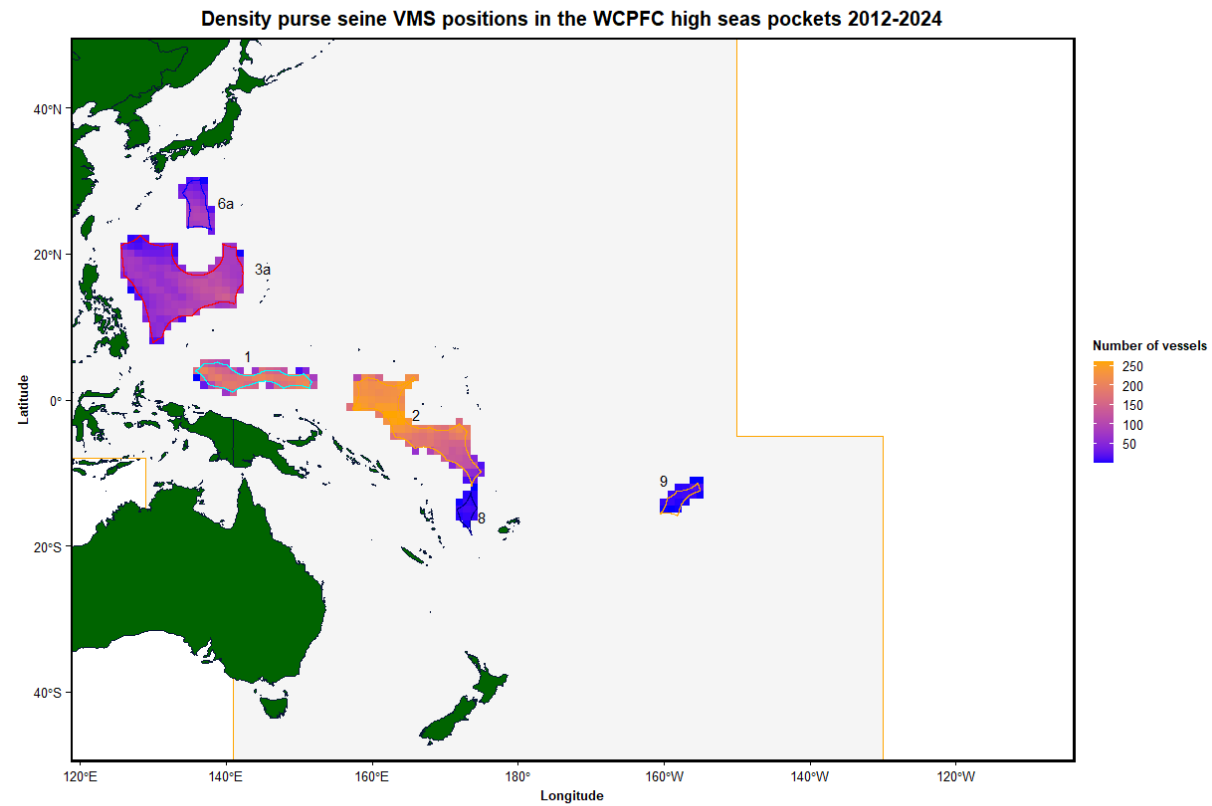 Density purse seine VMS positions in the WCPFC high seas pockets 2012-2024
40°N
20°N
0°
20°S
40°S
Latitude
6a
3a
1
2
8
9
120°E
140°E
160°E
180°
160°W
140°W
120°W
Longitude
Number of vessels
250
200
150
100
50